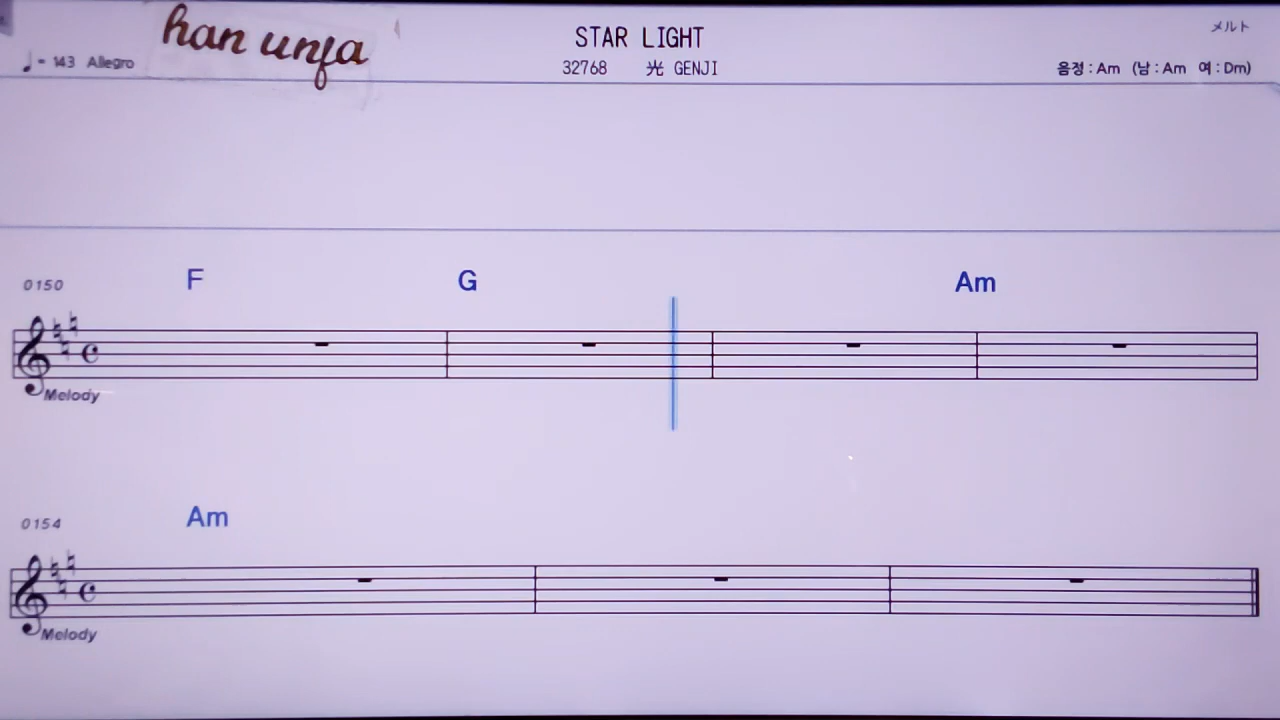 han unfa
STAR LIGHT
メルト
♩= 143 Allegro
32768 光 GENJI
음정 : Am (남 : Am 여 : Dm)
0150 F G Am
Melody
0154 Am
Melody